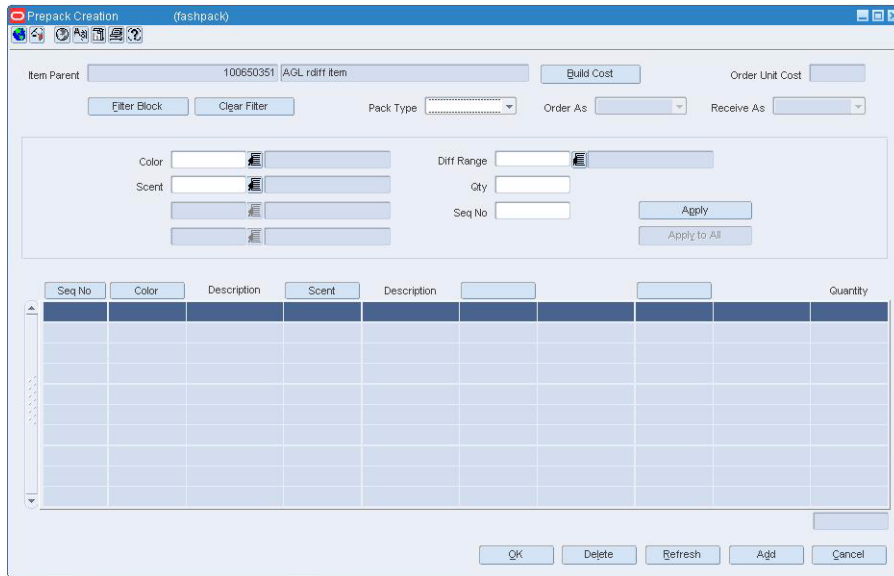 Prepack Creation (fashpack)
Item Parent 100650351 AGL rdiff item Build Cost Order Unit Cost
Filter Block Clear Filter Pack Type Order As Receive As
Color Diff Range
Scent Qty
Seq No Apply
Apply to All
Seq No Color Description Scent Description Quantity
OK Delete Refresh Add Cancel